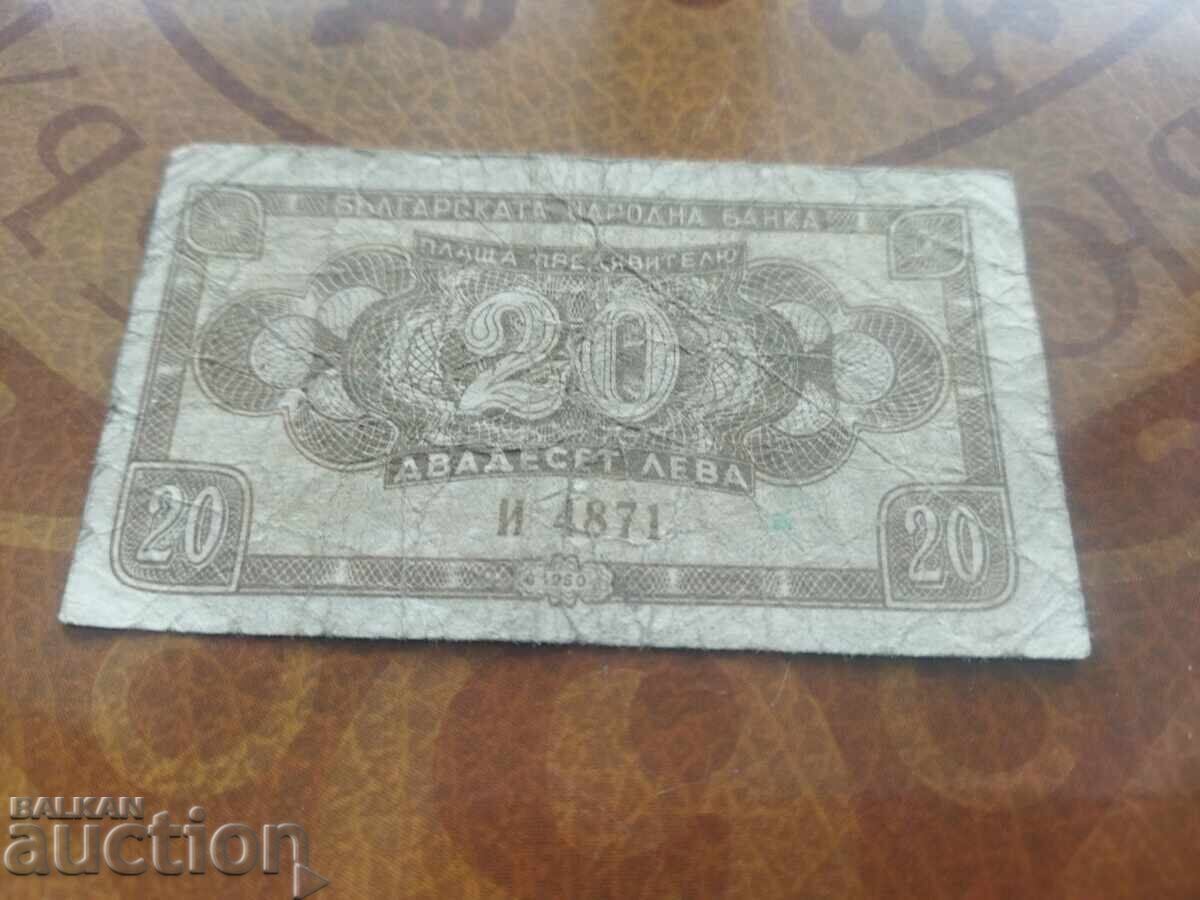 БЪЛГАРСКАТА НАРОДНА БАНКА
ПЛАЩА ПРЕДЯВИТЕЛЮ
20
ДВАДЕСЕТ ЛЕВА
И 4871
20
20
1950
BALKAN
auction